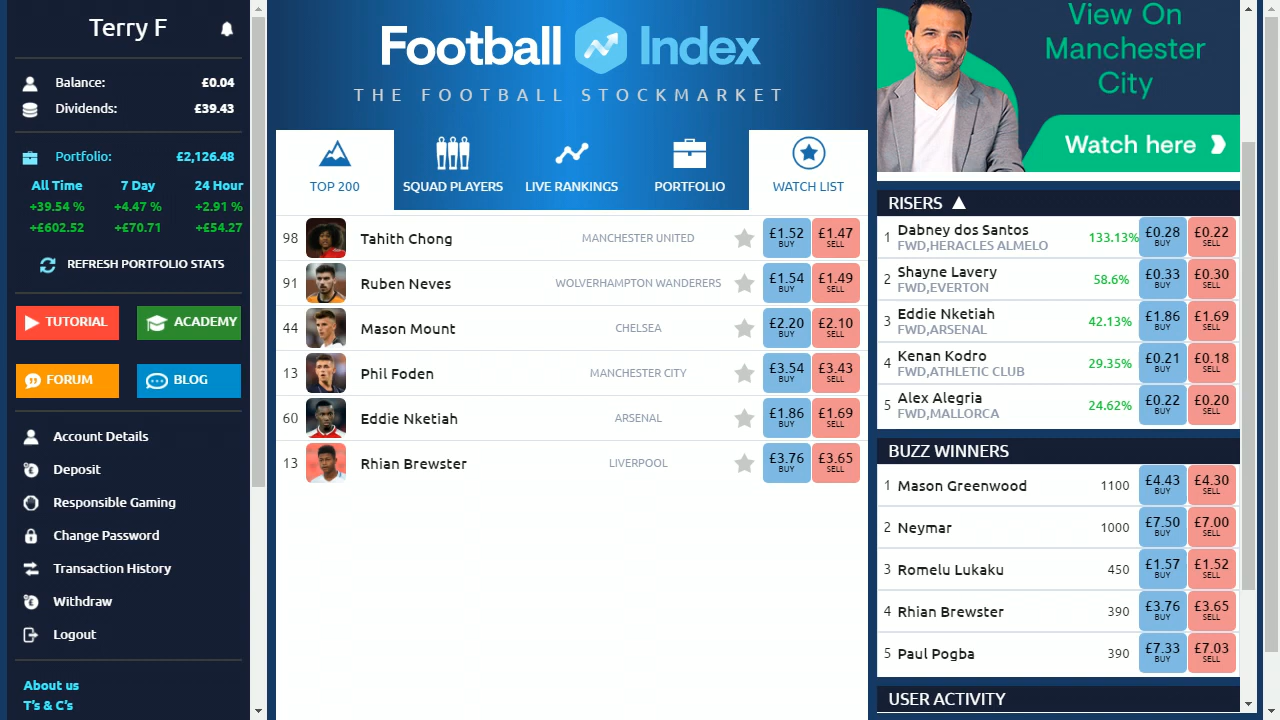 Terry F
Balance: £0.04
Dividends: £39.43
Portfolio: £2,126.48
All Time 7 Day 24 Hour
+39.54 % +4.47 % +2.91 %
+£602.52 +£70.71 +£54.27
REFRESH PORTFOLIO STATS
TUTORIAL ACADEMY
FORUM BLOG
Account Details
Deposit
Responsible Gaming
Change Password
Transaction History
Withdraw
Logout
About us
T's & C's
Football Index
THE FOOTBALL STOCKMARKET
TOP 200 SQUAD PLAYERS LIVE RANKINGS PORTFOLIO WATCH LIST
98 Tahith Chong MANCHESTER UNITED £1.52 BUY £1.47 SELL
91 Ruben Neves WOLVERHAMPTON WANDERERS £1.54 BUY £1.49 SELL
44 Mason Mount CHELSEA £2.20 BUY £2.10 SELL
13 Phil Foden MANCHESTER CITY £3.54 BUY £3.43 SELL
60 Eddie Nketiah ARSENAL £1.86 BUY £1.69 SELL
13 Rhian Brewster LIVERPOOL £3.76 BUY £3.65 SELL
View On
Manchester
City
Watch here
RISERS
1 Dabney dos Santos 133.13% £0.28 BUY £0.22 SELL
FWD,HERACLES ALMELO
2 Shayne Lavery 58.6% £0.33 BUY £0.30 SELL
FWD,EVERTON
3 Eddie Nketiah 42.13% £1.86 BUY £1.69 SELL
FWD,ARSENAL
4 Kenan Kodro 29.35% £0.21 BUY £0.18 SELL
FWD,ATHLETIC CLUB
5 Alex Alegria 24.62% £0.22 BUY £0.20 SELL
FWD,MALLORCA
BUZZ WINNERS
1 Mason Greenwood 1100 £4.43 BUY £4.30 SELL
2 Neymar 1000 £7.50 BUY £7.00 SELL
3 Romelu Lukaku 450 £1.57 BUY £1.52 SELL
4 Rhian Brewster 390 £3.76 BUY £3.65 SELL
5 Paul Pogba 390 £7.33 BUY £7.03 SELL
USER ACTIVITY